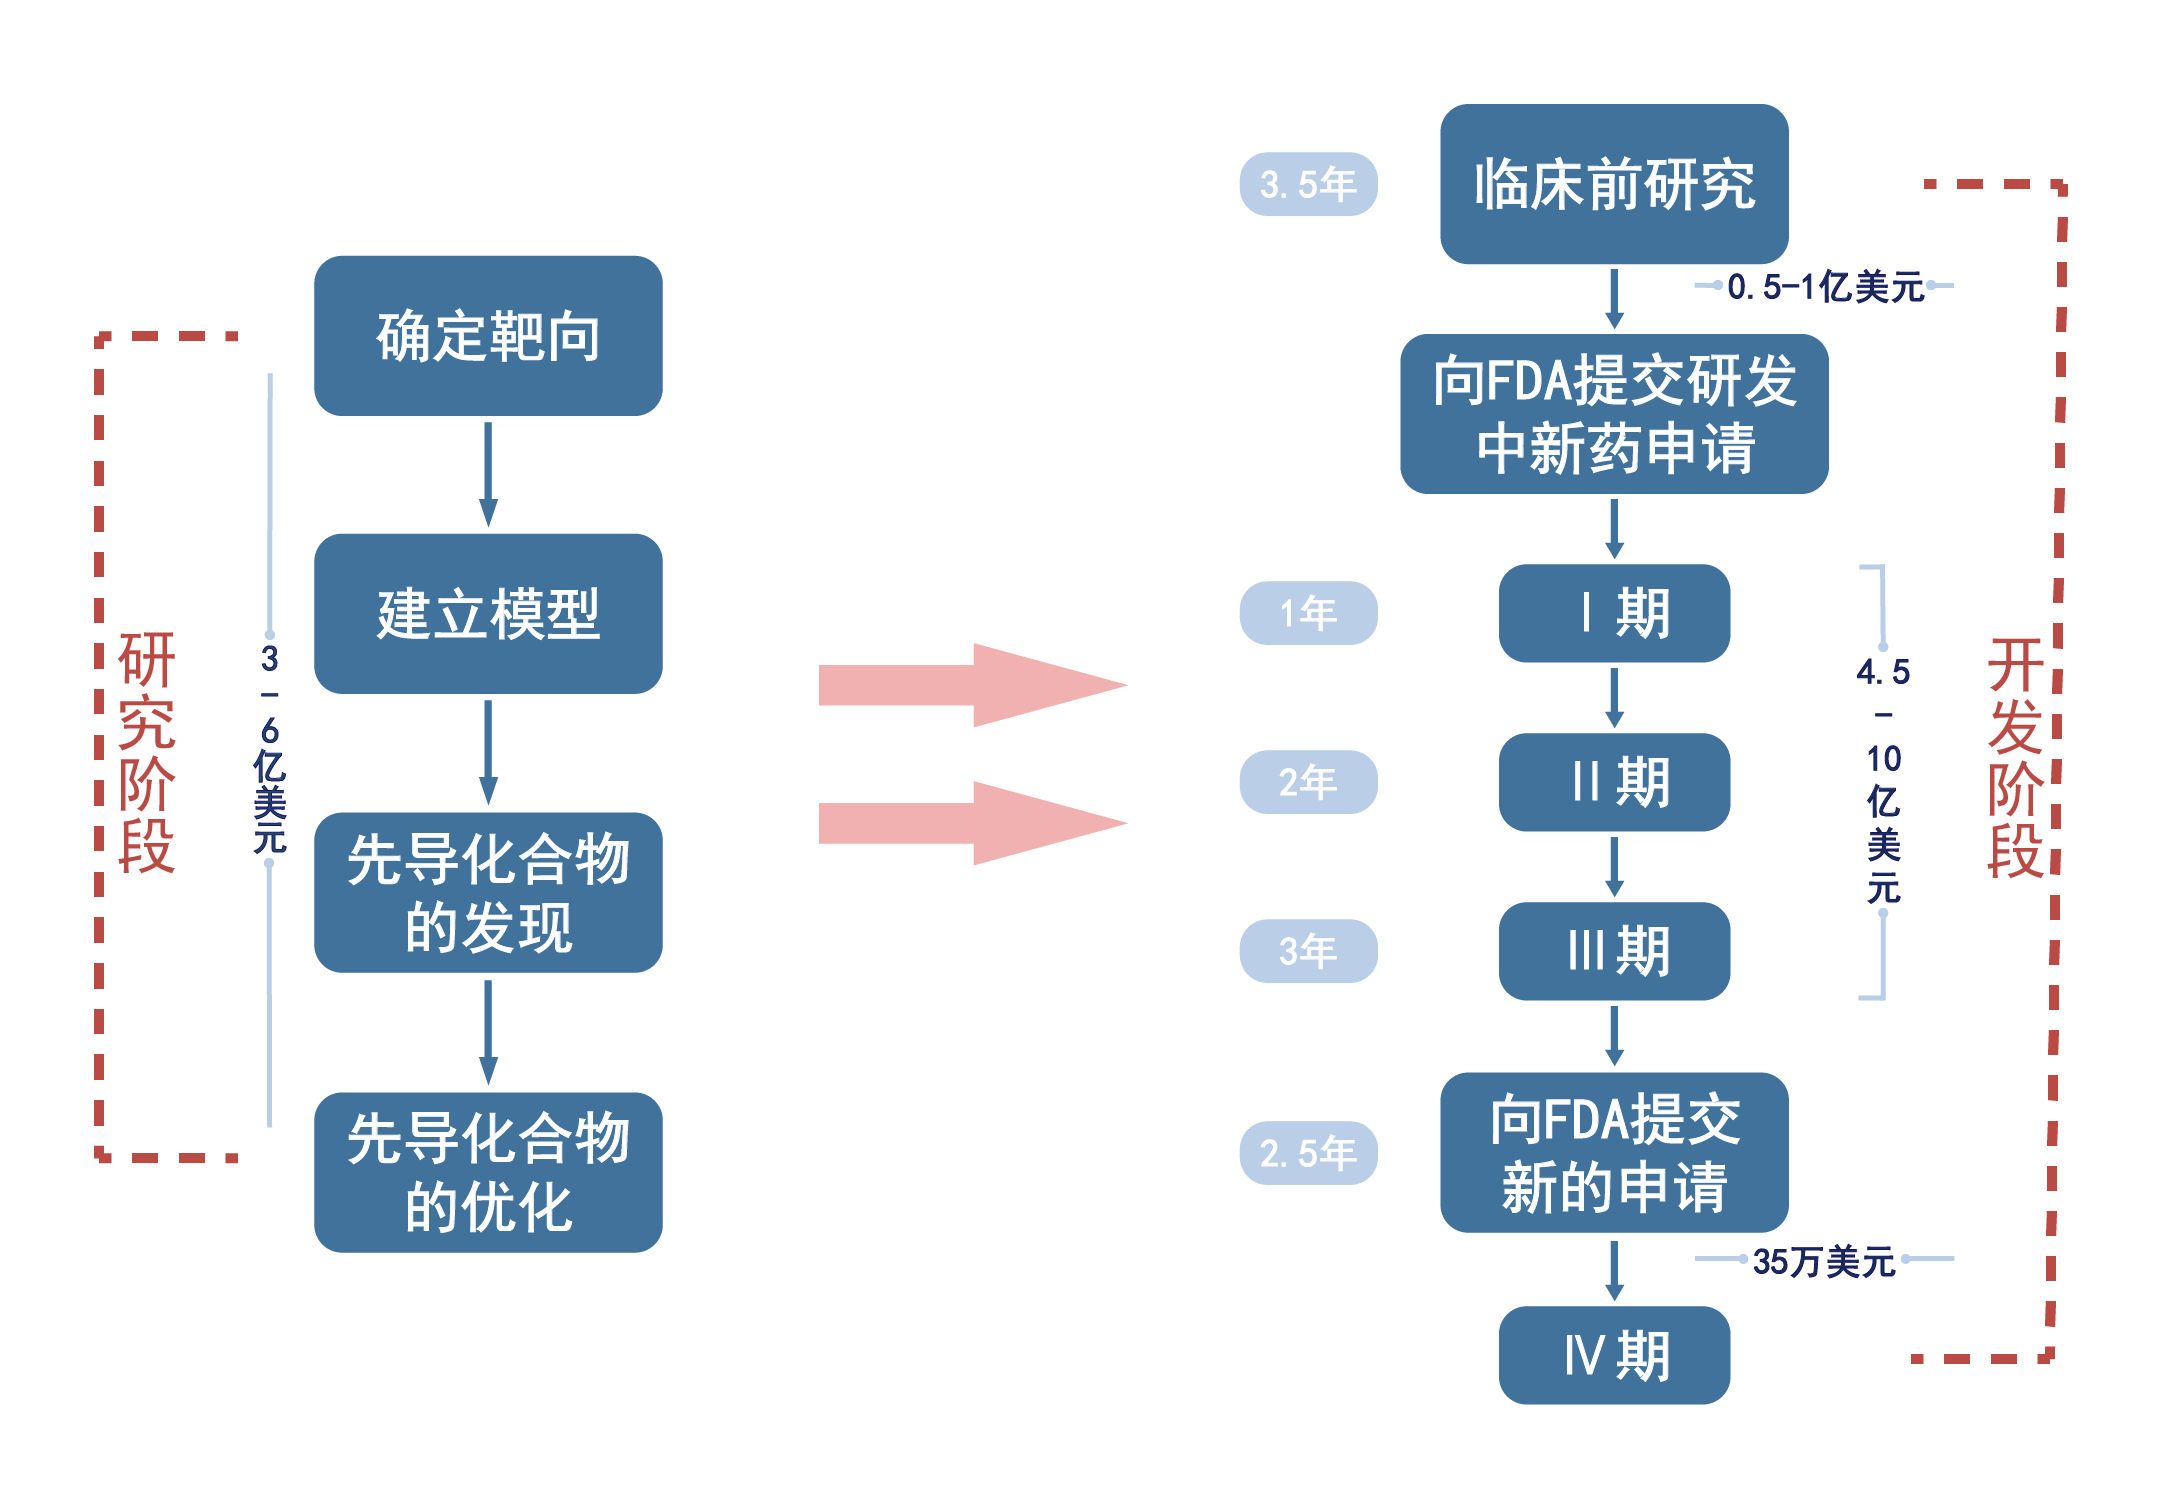 研究阶段
3-6亿美元
确定靶向
建立模型
先导化合物
的发现
先导化合物
的优化
3.5年
临床前研究
0.5-1亿美元
向FDA提交研发
中新药申请
1年
Ⅰ期
2年
Ⅱ期
3年
Ⅲ期
4.5-10亿美元
2.5年
向FDA提交
新的申请
35万美元
Ⅳ期
开发阶段